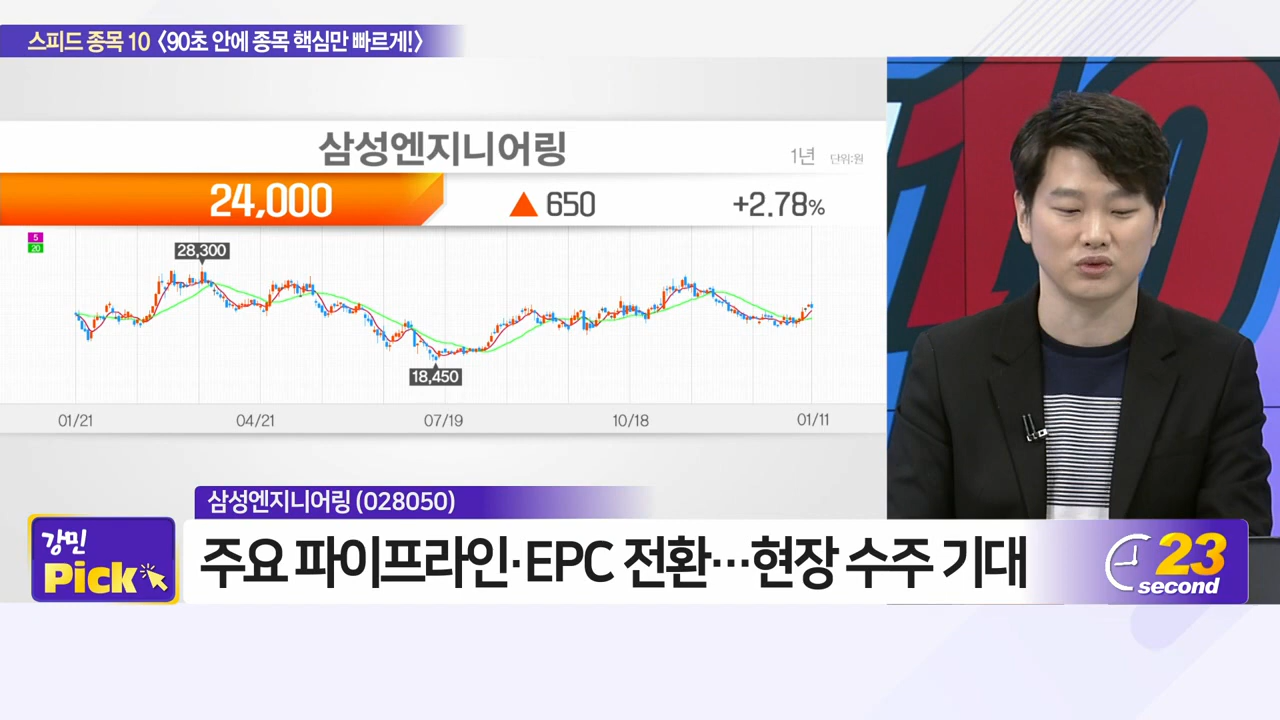 스피드 종목 10 〈90초 안에 종목 핵심만 빠르게!〉
10
삼성엔지니어링
1년 단위:원
24,000 ▲ 650 +2.78%
5
20
28,300
18,450
01/21 04/21 07/19 10/18 01/11
삼성엔지니어링 (028050)
강민
Pick
주요 파이프라인·EPC 전환…현장 수주 기대
23
second